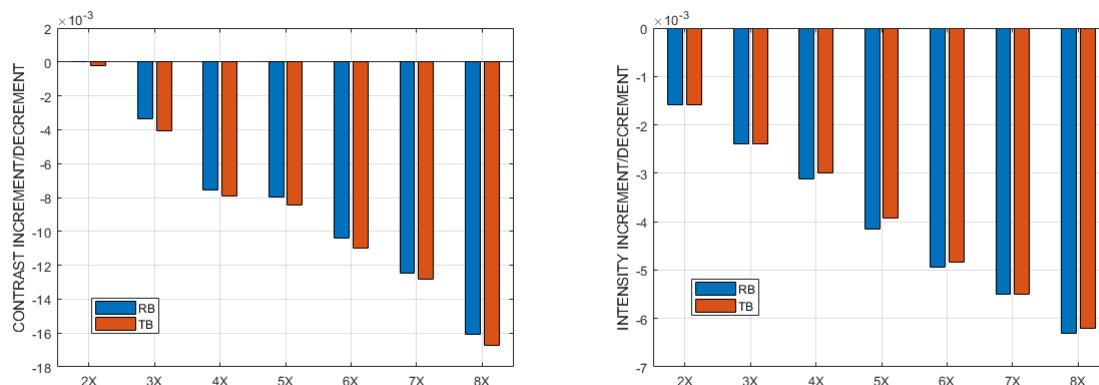 ×10⁻³
2
0
-2
-4
-6
-8
-10
-12
-14
-16
-18
CONTRAST INCREMENT/DECREMENT
RB
TB
2X 3X 4X 5X 6X 7X 8X
×10⁻³
0
-1
-2
-3
-4
-5
-6
-7
INTENSITY INCREMENT/DECREMENT
RB
TB
2X 3X 4X 5X 6X 7X 8X